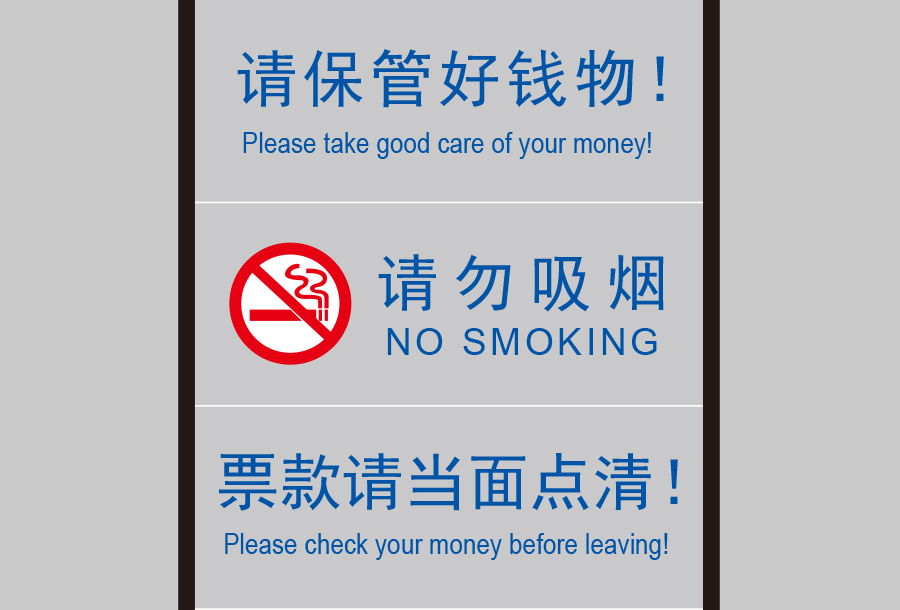 请保管好钱物！
Please take good care of your money!
请勿吸烟
NO SMOKING
票款请当面点清！
Please check your money before leaving!